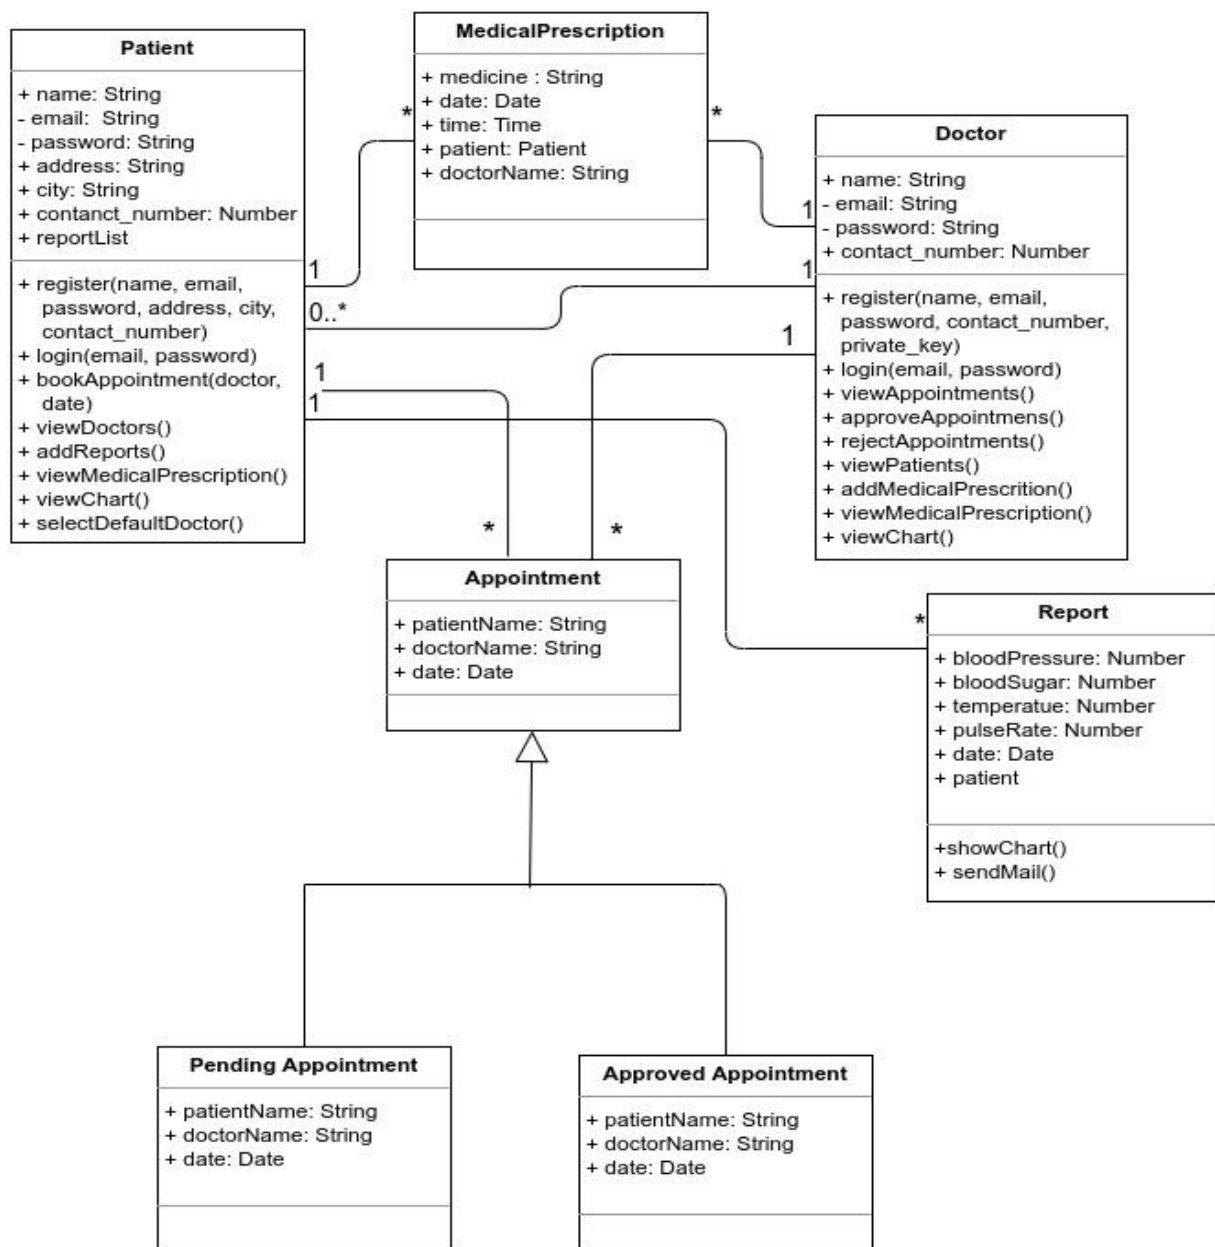 Patient
+ name: String
- email:  String
- password: String
+ address: String
+ city: String
+ contanct_number: Number
+ reportList
+ register(name, email,
password, address, city,
contact_number)
+ login(email, password)
+ bookAppointment(doctor,
date)
+ viewDoctors()
+ addReports()
+ viewMedicalPrescription()
+ viewChart()
+ selectDefaultDoctor()
MedicalPrescription
+ medicine : String
+ date: Date
+ time: Time
+ patient: Patient
+ doctorName: String
*
*
1
0..*
1
1
1
1
1
*
*
*
Doctor
+ name: String
- email: String
- password: String
+ contact_number: Number
+ register(name, email,
password, contact_number,
private_key)
+ login(email, password)
+ viewAppointments()
+ approveAppointmens()
+ rejectAppointments()
+ viewPatients()
+ addMedicalPrescrition()
+ viewMedicalPrescription()
+ viewChart()
Appointment
+ patientName: String
+ doctorName: String
+ date: Date
Report
+ bloodPressure: Number
+ bloodSugar: Number
+ temperatue: Number
+ pulseRate: Number
+ date: Date
+ patient
+showChart()
+ sendMail()
Pending Appointment
+ patientName: String
+ doctorName: String
+ date: Date
Approved Appointment
+ patientName: String
+ doctorName: String
+ date: Date